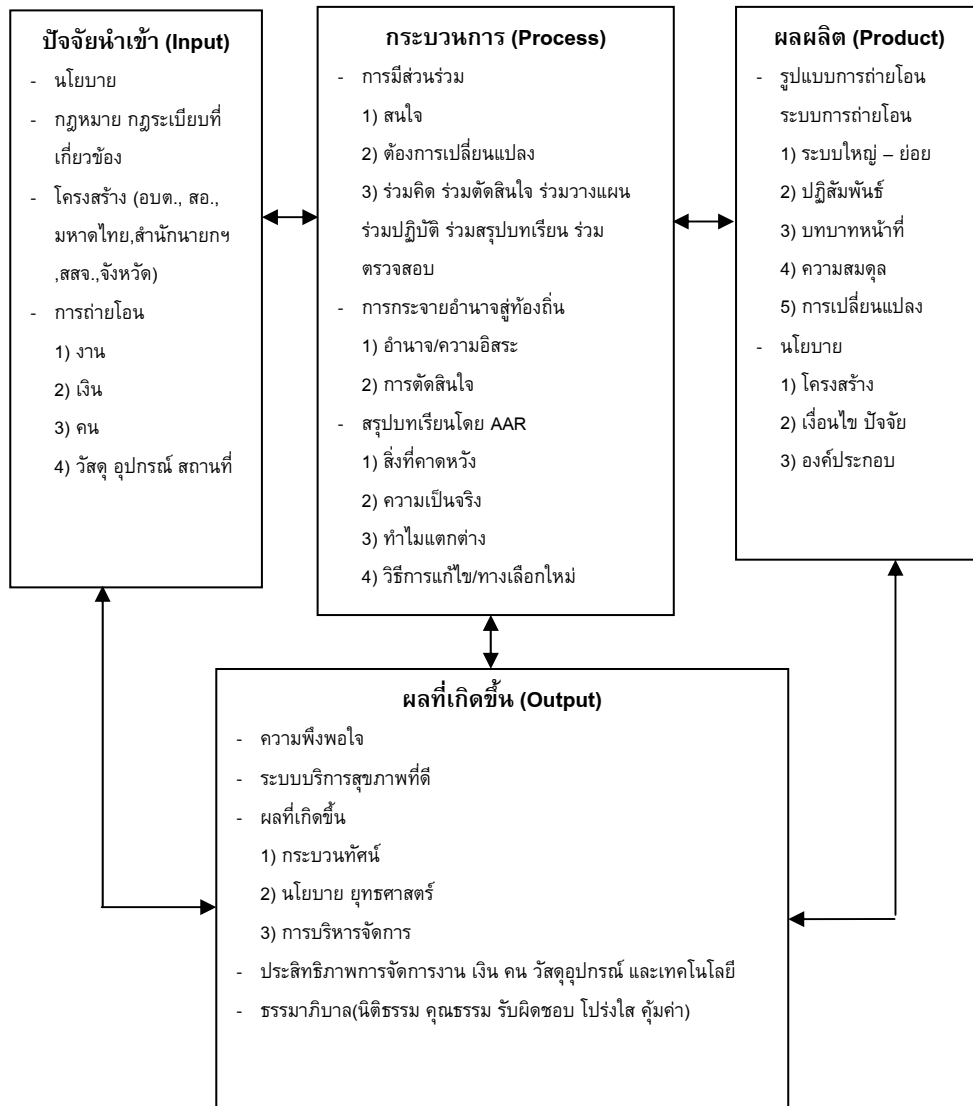 ปัจจัยนำเข้า (Input)
- นโยบาย
- กฎหมาย กฎระเบียบที่
เกี่ยวข้อง
- โครงสร้าง (อบต., สอ.,
มหาดไทย,สำนักนายกฯ
,สสจ.,จังหวัด)
- การถ่ายโอน
1) งาน
2) เงิน
3) คน
4) วัสดุ อุปกรณ์ สถานที่
กระบวนการ (Process)
- การมีส่วนร่วม
1) สนใจ
2) ต้องการเปลี่ยนแปลง
3) ร่วมคิด ร่วมตัดสินใจ ร่วมวางแผน
ร่วมปฏิบัติ ร่วมสรุปบทเรียน ร่วม
ตรวจสอบ
- การกระจายอำนาจสู่ท้องถิ่น
1) อำนาจ/ความอิสระ
2) การตัดสินใจ
- สรุปบทเรียนโดย AAR
1) สิ่งที่คาดหวัง
2) ความเป็นจริง
3) ทำไมแตกต่าง
4) วิธีการแก้ไข/ทางเลือกใหม่
ผลผลิต (Product)
- รูปแบบการถ่ายโอน
ระบบการถ่ายโอน
1) ระบบใหญ่ – ย่อย
2) ปฏิสัมพันธ์
3) บทบาทหน้าที่
4) ความสมดุล
5) การเปลี่ยนแปลง
- นโยบาย
1) โครงสร้าง
2) เงื่อนไข ปัจจัย
3) องค์ประกอบ
ผลที่เกิดขึ้น (Output)
- ความพึงพอใจ
- ระบบบริการสุขภาพที่ดี
- ผลที่เกิดขึ้น
1) กระบวนทัศน์
2) นโยบาย ยุทธศาสตร์
3) การบริหารจัดการ
- ประสิทธิภาพการจัดการงาน เงิน คน วัสดุอุปกรณ์ และเทคโนโลยี
- ธรรมาภิบาล(นิติธรรม คุณธรรม รับผิดชอบ โปร่งใส คุ้มค่า)